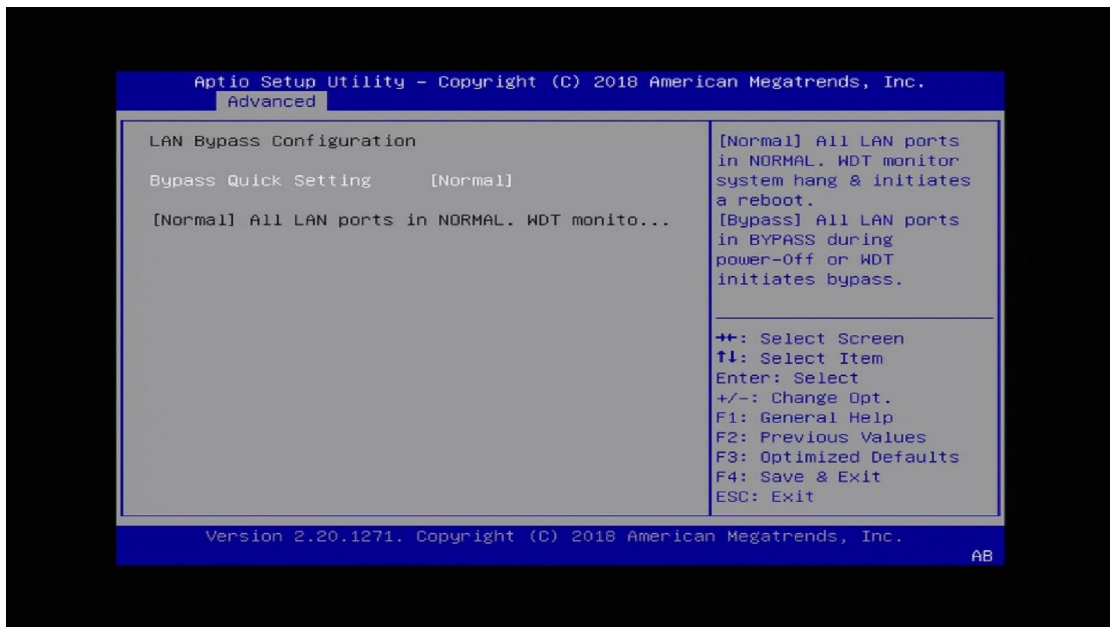 Aptio Setup Utility – Copyright (C) 2018 American Megatrends, Inc.
Advanced
LAN Bypass Configuration
Bypass Quick Setting [Normal]
[Normal] All LAN ports in NORMAL. WDT monito...
[Normal] All LAN ports
in NORMAL. WDT monitor
system hang & initiates
a reboot.
[Bypass] All LAN ports
in BYPASS during
power-Off or WDT
initiates bypass.
→←: Select Screen
↑↓: Select Item
Enter: Select
+/-: Change Opt.
F1: General Help
F2: Previous Values
F3: Optimized Defaults
F4: Save & Exit
ESC: Exit
Version 2.20.1271. Copyright (C) 2018 American Megatrends, Inc.
AB